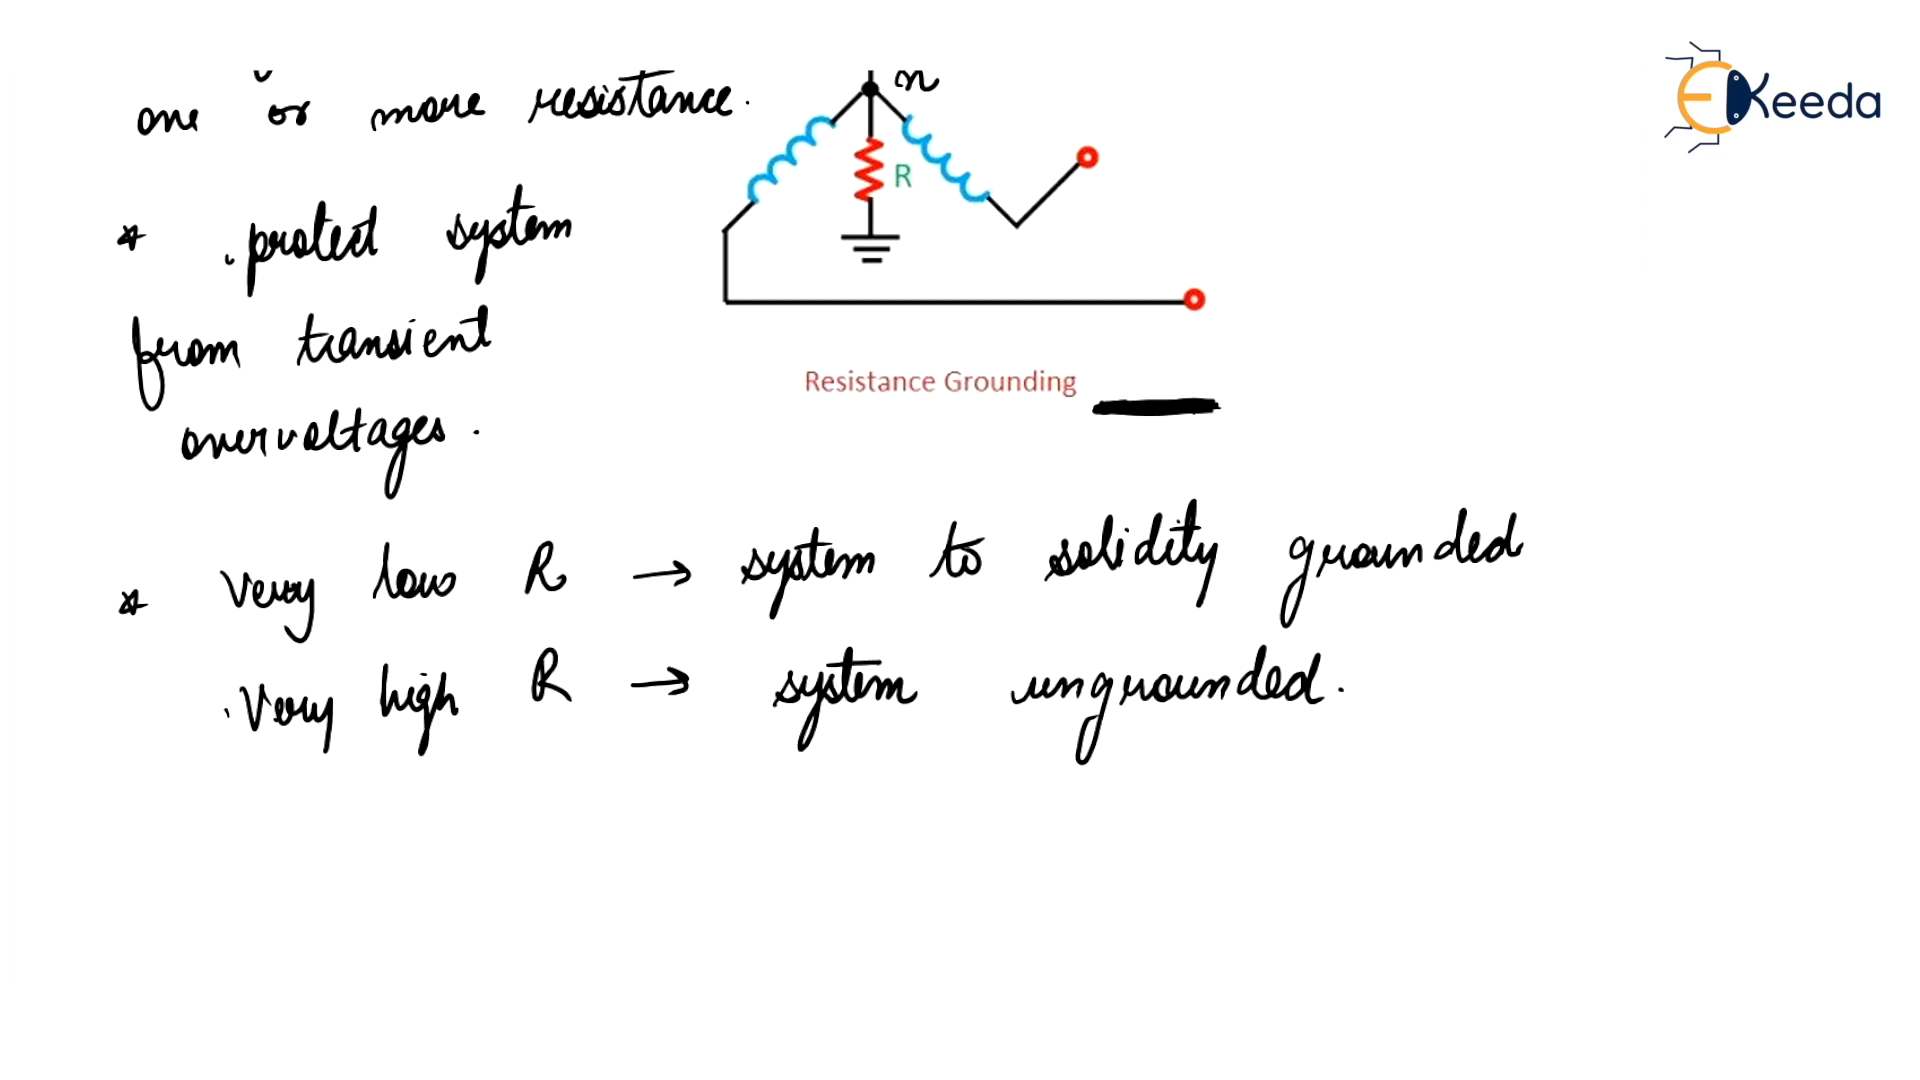 one or more resistance.
n
EKeeda
R
* protect system
from transient
overvoltages.
Resistance Grounding
* very low R → system to solidity grounded
Very high R → system ungrounded.